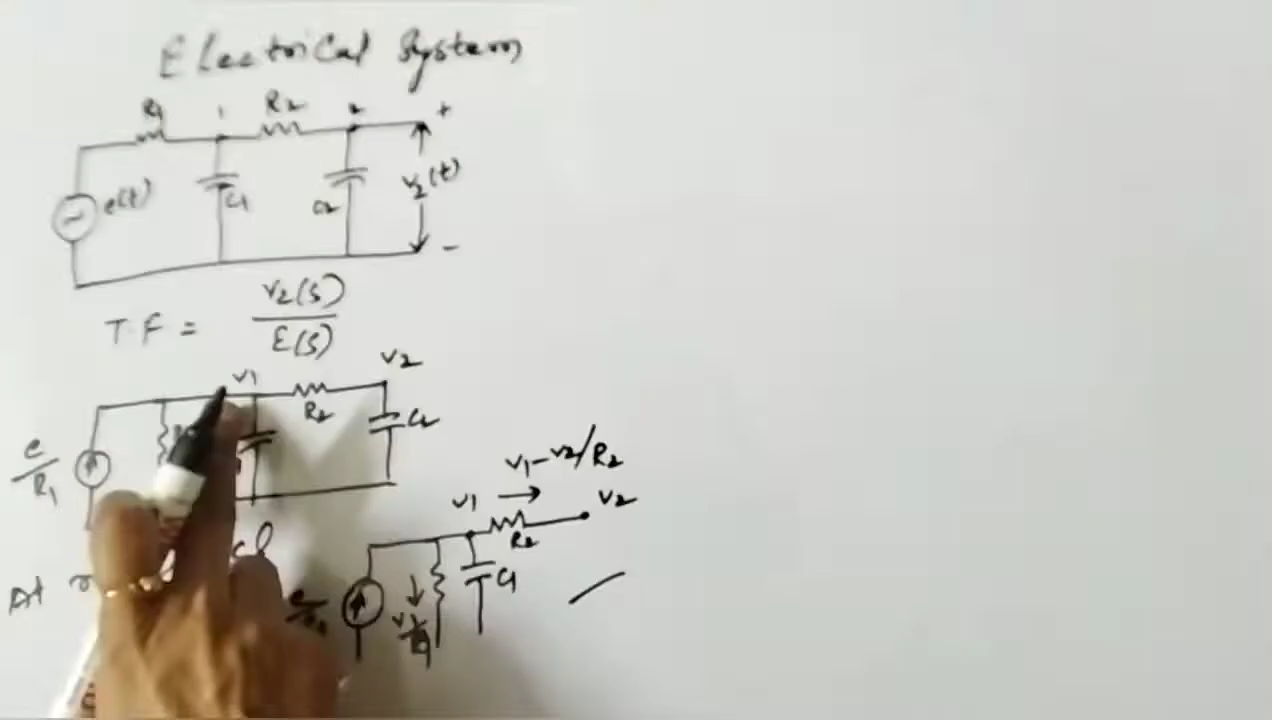 Electrical System
R1 1 R2 2 +
e(t) C1 C2 v2(t)
-
T.F = V2(S)
E(S)
V1 V2
R2 C2
e
R1
V1-V2/R2
V1 V2
R2
At
C1